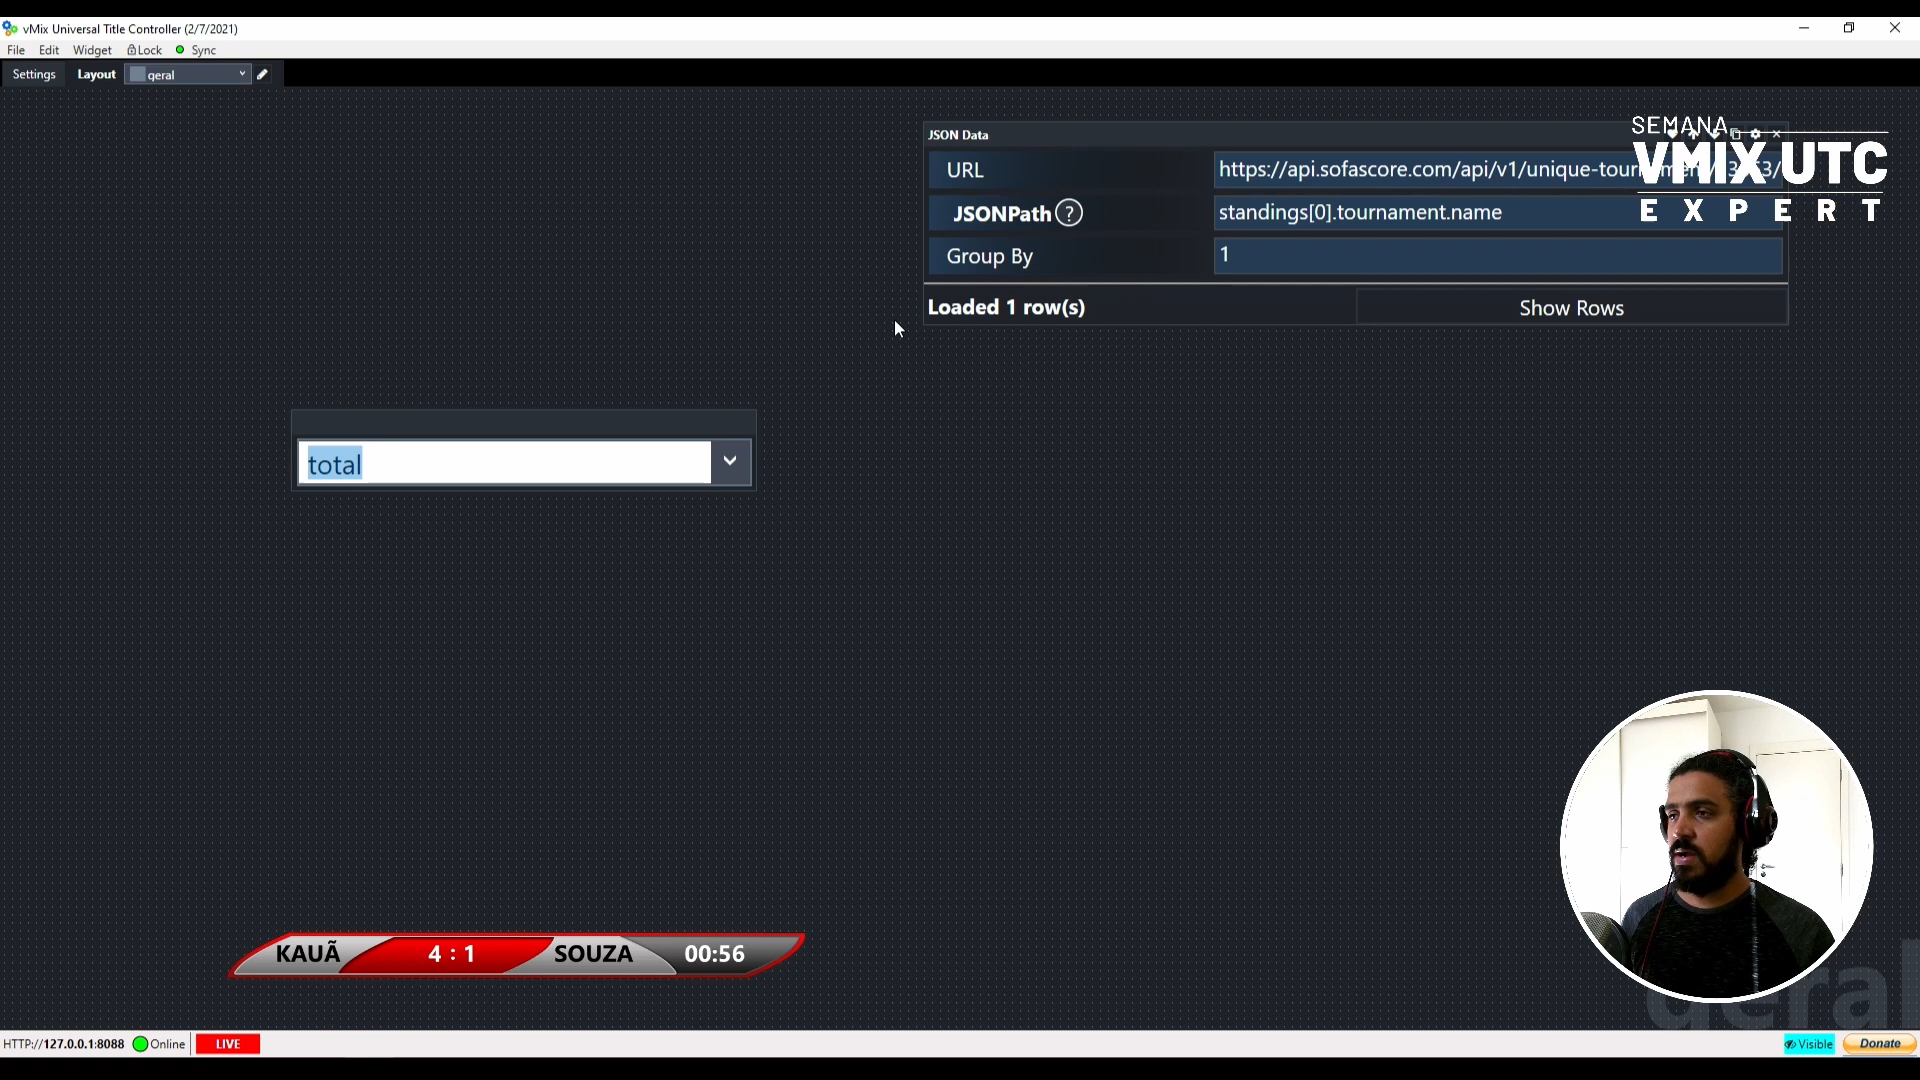 vMix Universal Title Controller (2/7/2021)
File Edit Widget Lock Sync
Settings Layout geral
JSON Data
SEMANA
VMIX UTC
EXPERT
URL https://api.sofascore.com/api/v1/unique-tour
JSONPath ? standings[0].tournament.name
Group By 1
Loaded 1 row(s) Show Rows
total
KAUÃ 4 : 1 SOUZA 00:56
geral
HTTP://127.0.0.1:8088 Online LIVE Visible Donate